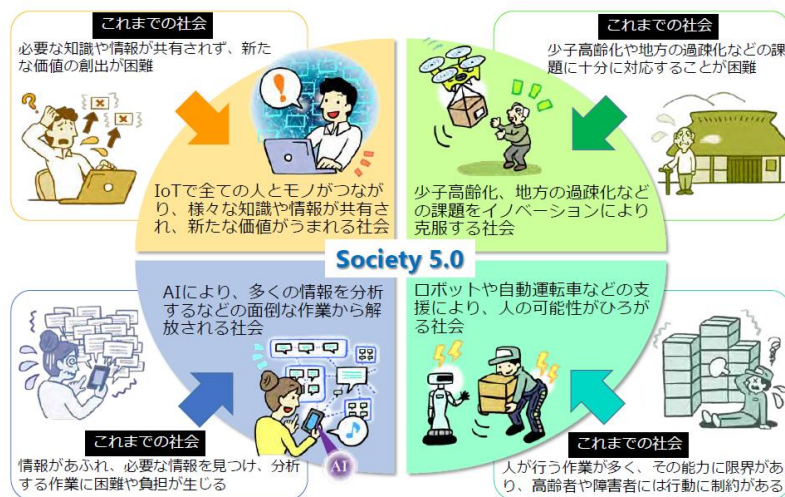 これまでの社会
必要な知識や情報が共有されず、新た
な価値の創出が困難
IoTで全ての人とモノがつなが
り、様々な知識や情報が共有さ
れ、新たな価値がうまれる社会
これまでの社会
少子高齢化や地方の過疎化などの課
題に十分に対応することが困難
少子高齢化、地方の過疎化など
の課題をイノベーションにより
克服する社会
Society 5.0
AIにより、多くの情報を分析
するなどの面倒な作業から解
放される社会
AI
これまでの社会
情報があふれ、必要な情報を見つけ、分析
する作業に困難や負担が生じる
ロボットや自動運転車などの支
援により、人の可能性がひろが
る社会
これまでの社会
人が行う作業が多く、その能力に限界があ
り、高齢者や障害者には行動に制約がある